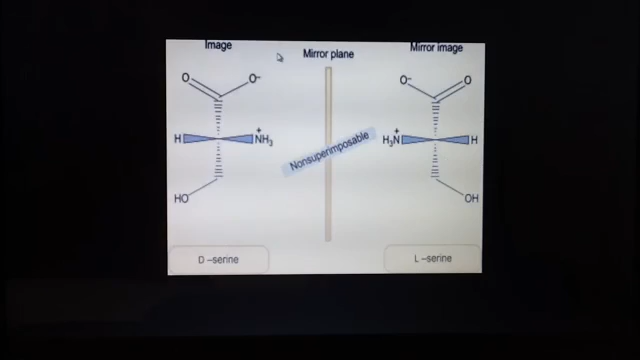 Image
Mirror plane
Mirror image
O
O⁻
O⁻
O
H
+
NH₃
Nonsuperimposable
H₃N
+
H
HO
OH
D –serine
L –serine